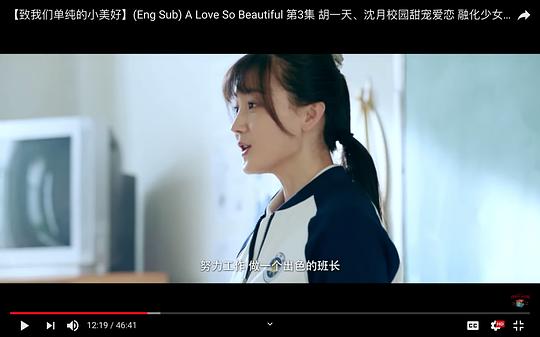 【致我们单纯的小美好】(Eng Sub) A Love So Beautiful 第3集 胡一天、沈月校园甜宠爱恋 融化少女...
努力工作 做一个出色的班长
12:19 / 46:41
CC
HD